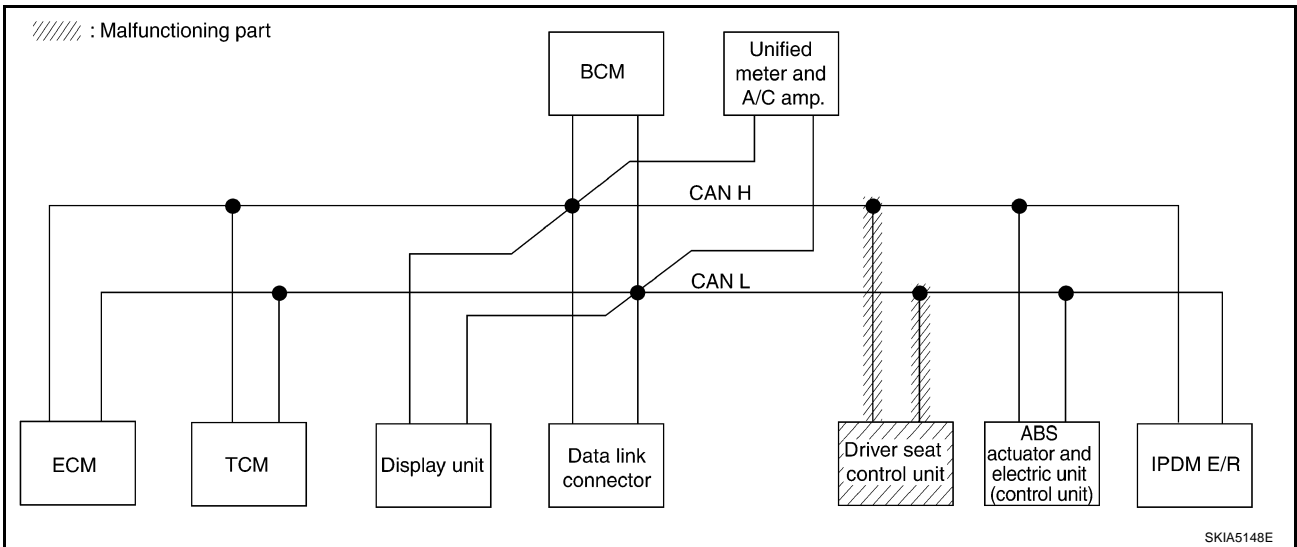 : Malfunctioning part
BCM
Unified
meter and
A/C amp.
CAN H
CAN L
ECM
TCM
Display unit
Data link
connector
Driver seat
control unit
ABS
actuator and
electric unit
(control unit)
IPDM E/R
SKIA5148E